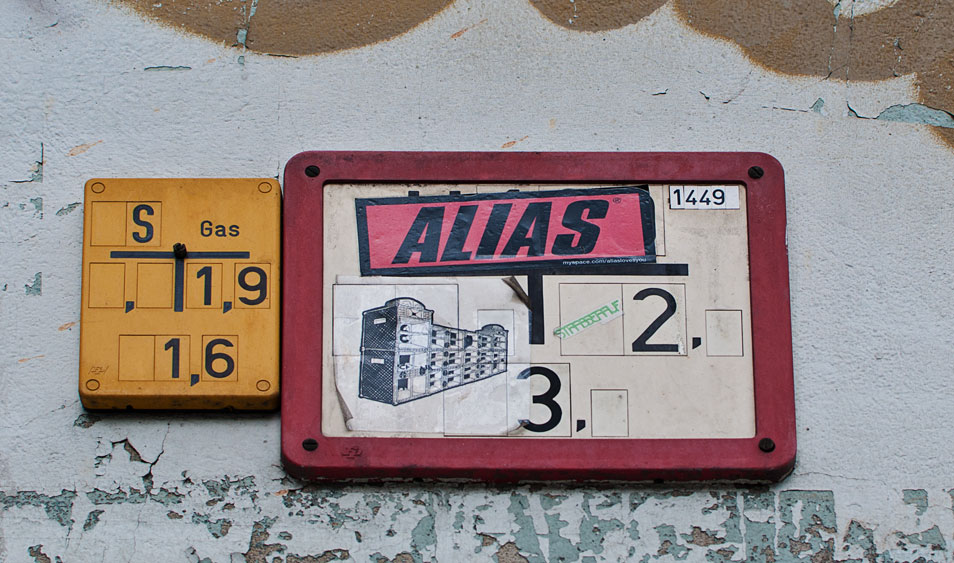 S Gas
, 1,9
1,6
ALIAS®
myspace.com/aliaslovesyou
1449
2,
3,